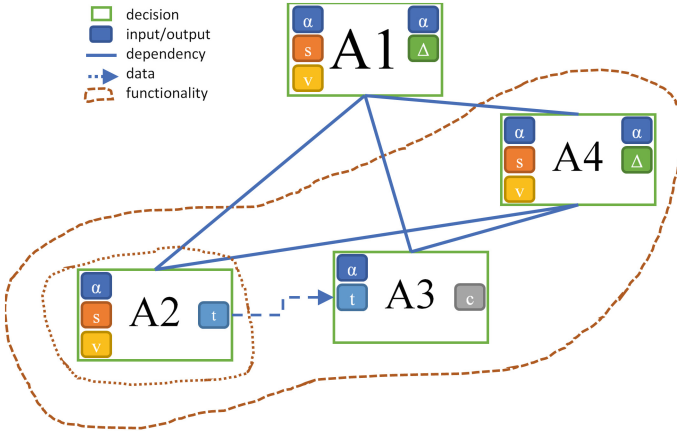 decision
input/output
dependency
data
functionality
α α
s A1 Δ
v
α α
s A4 Δ
v
α
t A3 c
α
s A2 t
v